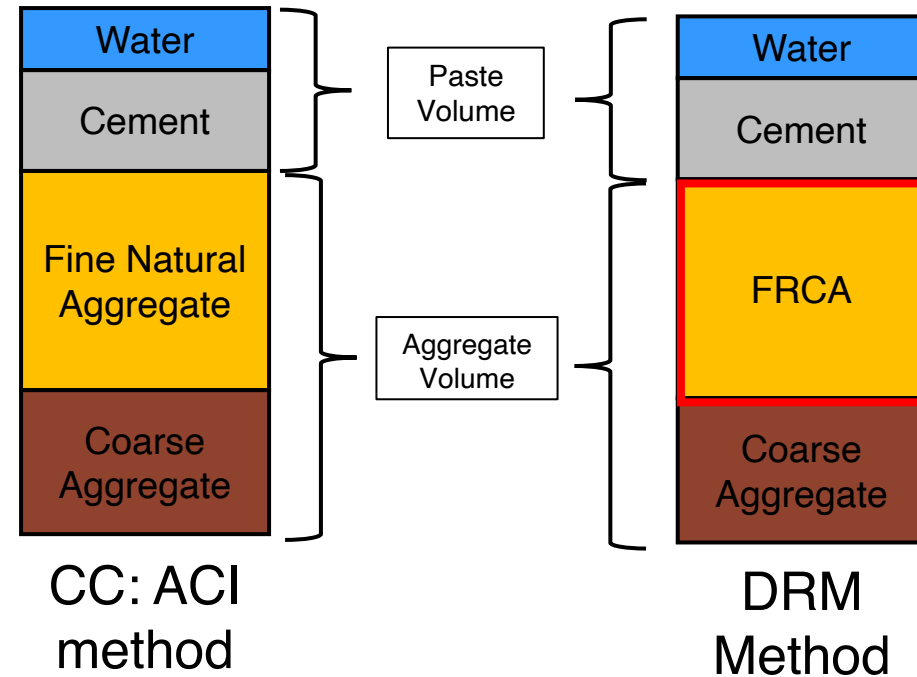 Water
Cement
Fine Natural
Aggregate
Coarse
Aggregate
CC: ACI
method
Paste
Volume
Aggregate
Volume
Water
Cement
FRCA
Coarse
Aggregate
DRM
Method